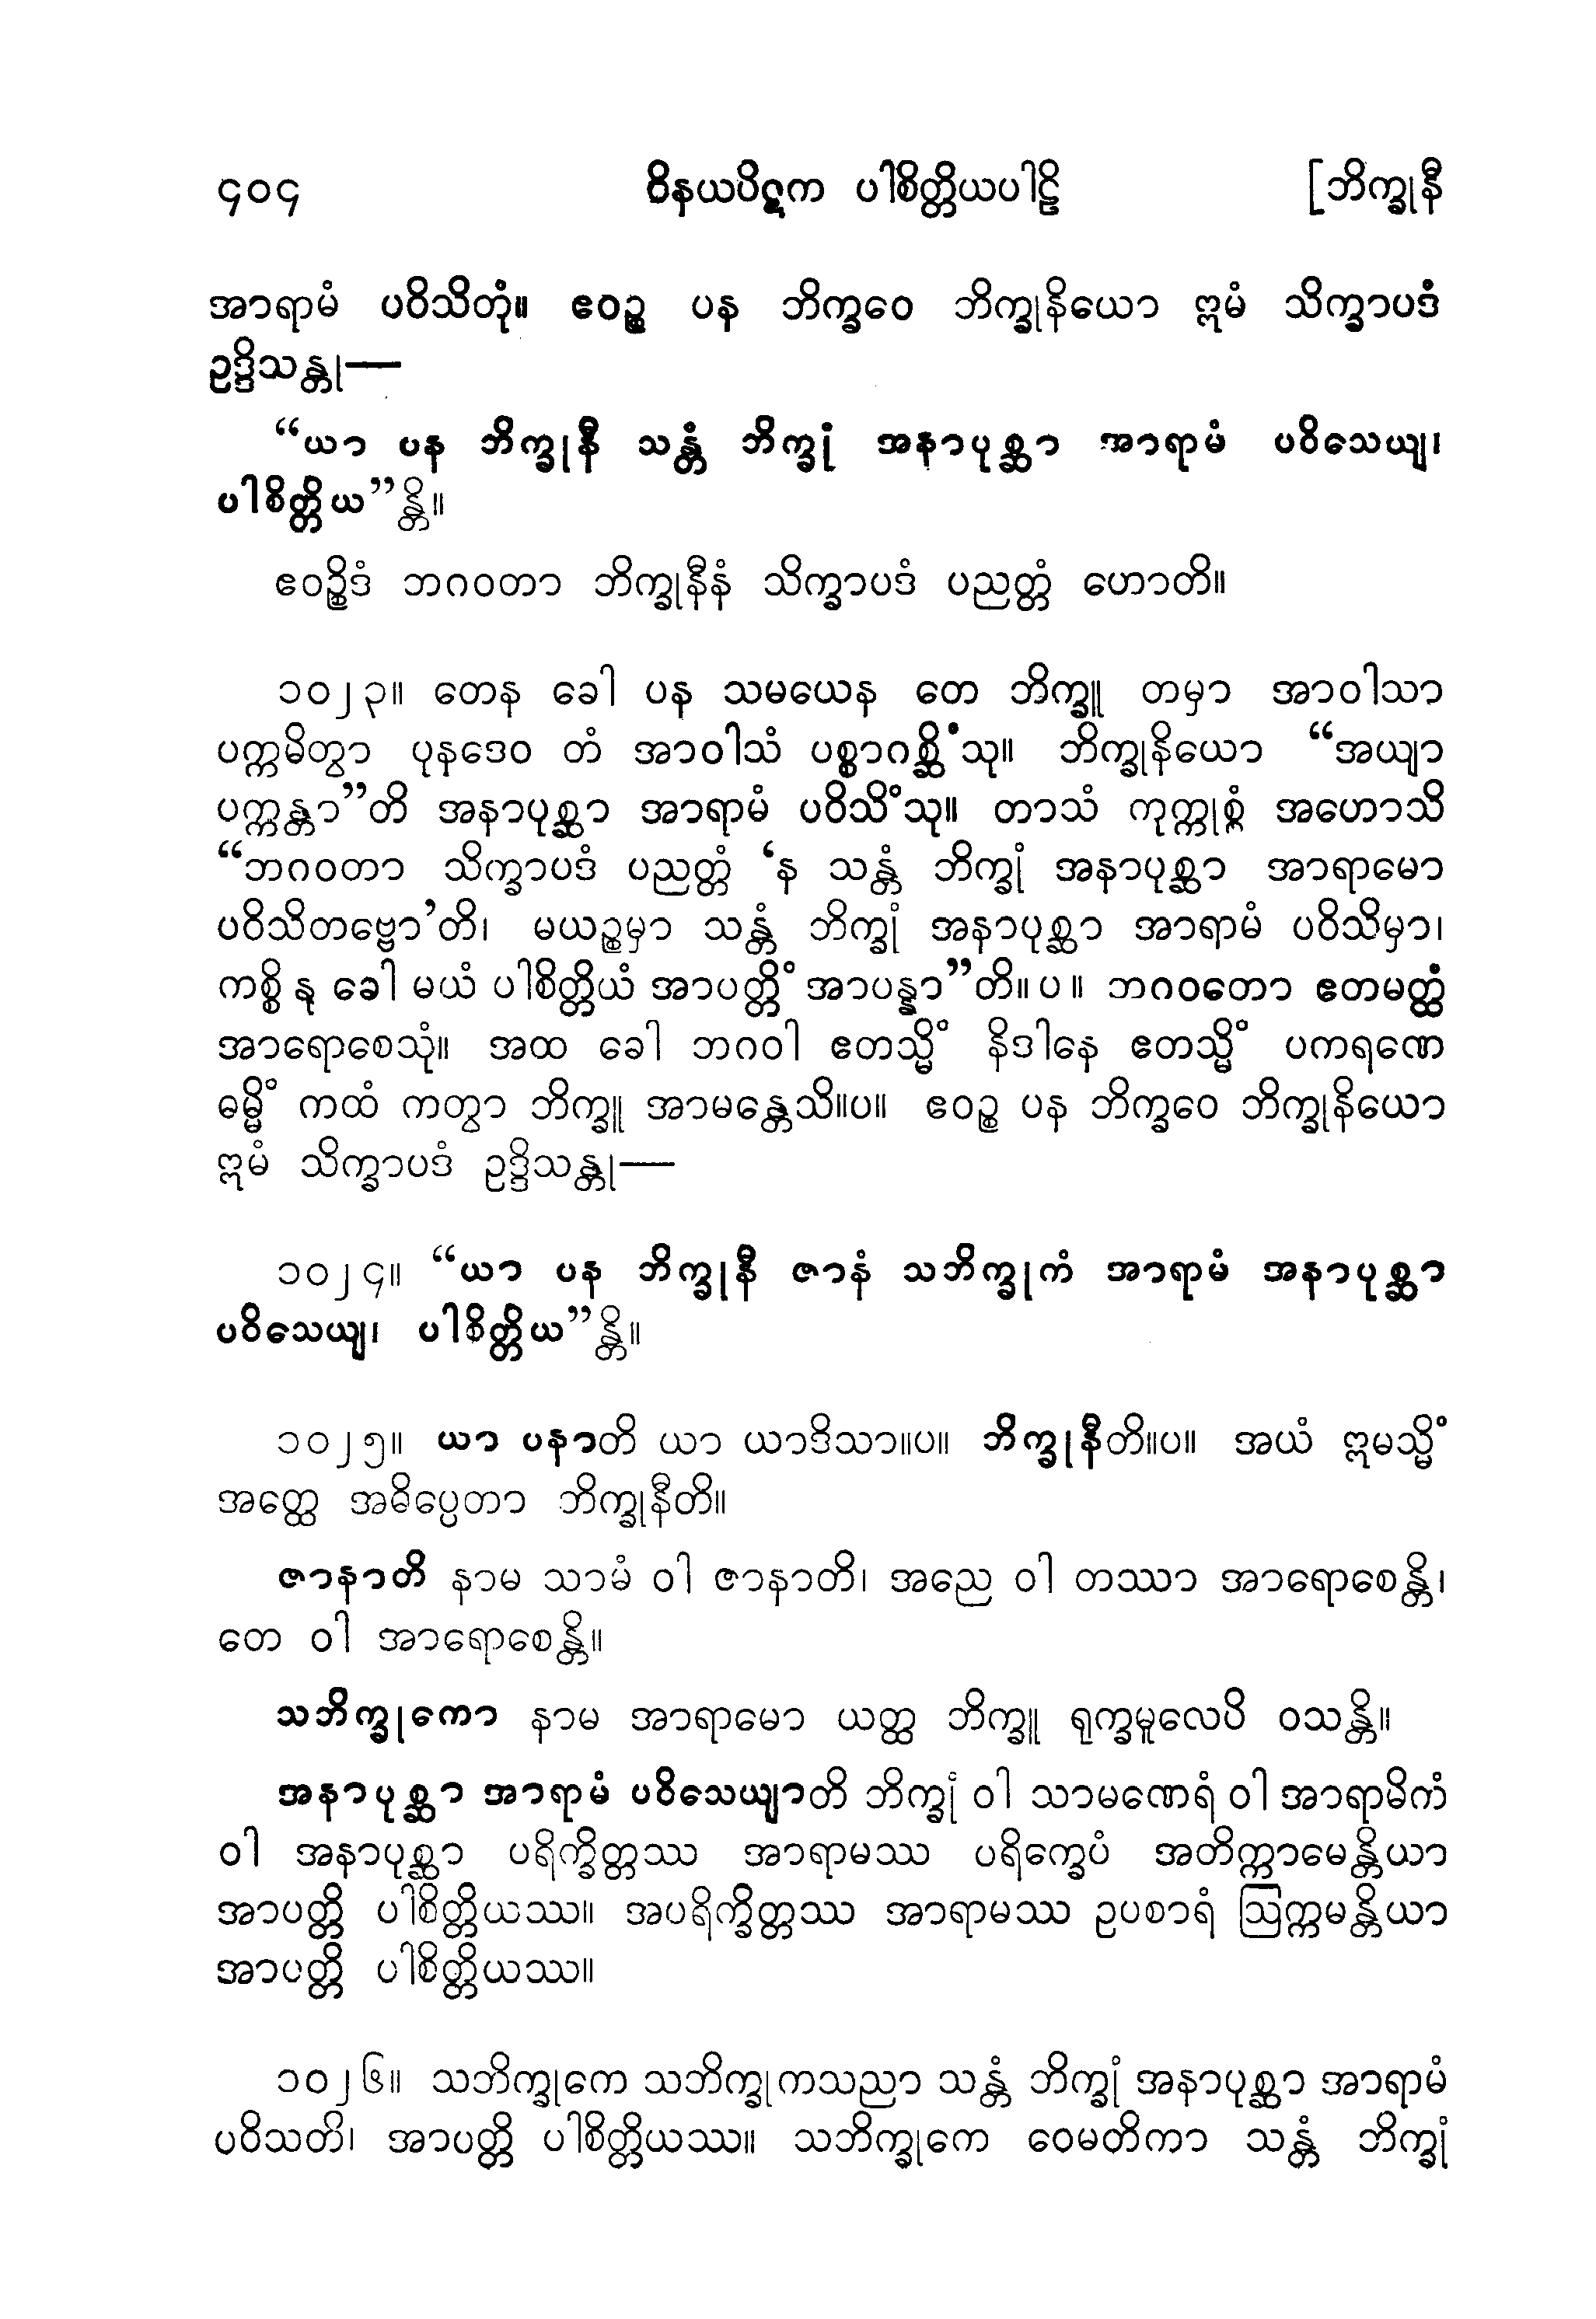 ၄၀၄ ဝိနယပိဋက ပါစိတ္တိယပါဠိ [ဘိက္ခုနီ
အာရာမံ ပဝိသိတုံ။ ဧဝဉ္စ ပန ဘိက္ခဝေ ဘိက္ခုနိယော ဣမံ သိက္ခာပဒံ
ဥဒ္ဒိသန္တု—
“ယာ ပန ဘိက္ခုနီ သန္တံ ဘိက္ခုံ အနာပုစ္ဆာ အာရာမံ ပဝိသေယျ၊
ပါစိတ္တိယ”န္တိ။
ဧဝဉ္စိဒံ ဘဂဝတာ ဘိက္ခုနီနံ သိက္ခာပဒံ ပညတ္တံ ဟောတိ။
၁၀၂၃။ တေန ခေါ ပန သမယေန တေ ဘိက္ခူ တမှာ အာဝါသာ
ပက္ကမိတွာ ပုနဒေဝ တံ အာဝါသံ ပစ္စာဂစ္ဆိံသု။ ဘိက္ခုနိယော “အယျာ
ပက္ကန္တာ”တိ အနာပုစ္ဆာ အာရာမံ ပဝိသိံသု။ တာသံ ကုက္ကုစ္စံ အဟောသိ
“ဘဂဝတာ သိက္ခာပဒံ ပညတ္တံ ‘န သန္တံ ဘိက္ခုံ အနာပုစ္ဆာ အာရာမော
ပဝိသိတဗ္ဗော’တိ၊ မယဉ္စမှာ သန္တံ ဘိက္ခုံ အနာပုစ္ဆာ အာရာမံ ပဝိသိမှာ၊
ကစ္စိ နု ခေါ မယံ ပါစိတ္တိယံ အာပတ္တိံ အာပန္နာ”တိ။ပ။ ဘဂဝတော ဧတမတ္ထံ
အာရောစေသုံ။ အထ ခေါ ဘဂဝါ ဧတသ္မိံ နိဒါနေ ဧတသ္မိံ ပကရဏေ
ဓမ္မိံ ကထံ ကတွာ ဘိက္ခူ အာမန္တေသိ။ပ။ ဧဝဉ္စ ပန ဘိက္ခဝေ ဘိက္ခုနိယော
ဣမံ သိက္ခာပဒံ ဥဒ္ဒိသန္တု—
၁၀၂၄။ “ယာ ပန ဘိက္ခုနီ ဇာနံ သဘိက္ခုကံ အာရာမံ အနာပုစ္ဆာ
ပဝိသေယျ၊ ပါစိတ္တိယ”န္တိ။
၁၀၂၅။ ယာ ပနာတိ ယာ ယာဒိသာ။ပ။ ဘိက္ခုနီတိ။ပ။ အယံ ဣမသ္မိံ
အတ္ထေ အဓိပ္ပေတာ ဘိက္ခုနီတိ။
ဇာနာတိ နာမ သာမံ ဝါ ဇာနာတိ၊ အညေ ဝါ တဿာ အာရောစေန္တိ၊
တေ ဝါ အာရောစေန္တိ။
သဘိက္ခုကော နာမ အာရာမော ယတ္ထ ဘိက္ခူ ရုက္ခမူလေပိ ဝသန္တိ။
အနာပုစ္ဆာ အာရာမံ ပဝိသေယျာတိ ဘိက္ခုံ ဝါ သာမဏေရံ ဝါ အာရာမိကံ
ဝါ အနာပုစ္ဆာ ပရိက္ခိတ္တဿ အာရာမဿ ပရိက္ခေပံ အတိက္ကာမေန္တိယာ
အာပတ္တိ ပါစိတ္တိယဿ။ အပရိက္ခိတ္တဿ အာရာမဿ ဥပစာရံ ဩက္ကမန္တိယာ
အာပတ္တိ ပါစိတ္တိယဿ။
၁၀၂၆။ သဘိက္ခုကေ သဘိက္ခုကသညာ သန္တံ ဘိက္ခုံ အနာပုစ္ဆာ အာရာမံ
ပဝိသတိ၊ အာပတ္တိ ပါစိတ္တိယဿ။ သဘိက္ခုကေ ဝေမတိကာ သန္တံ ဘိက္ခုံ